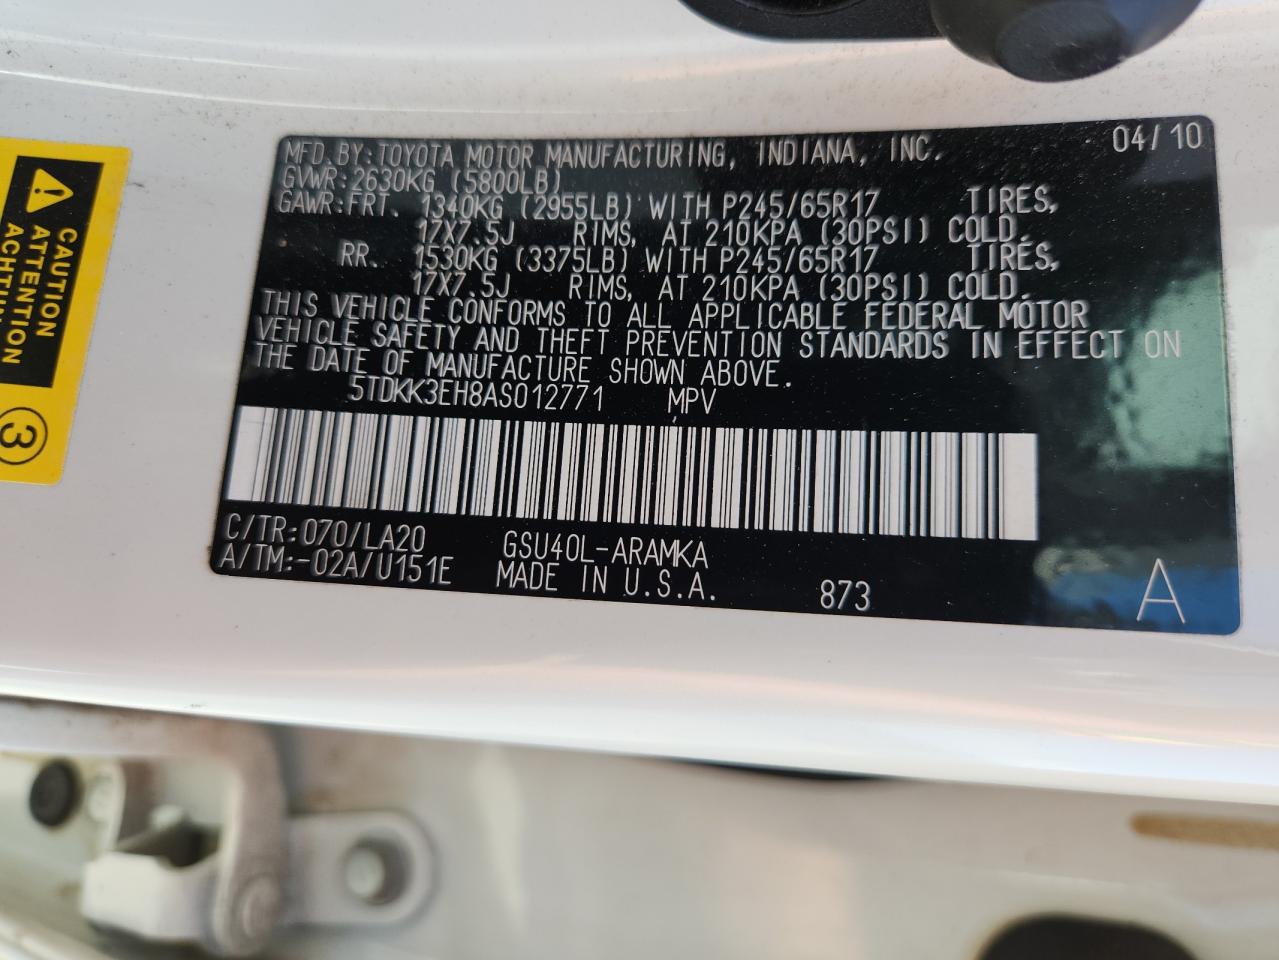 MFD.BY:TOYOTA MOTOR MANUFACTURING, INDIANA, INC. 04/10
GVWR:2630KG (5800LB)
GAWR:FRT. 1340KG (2955LB) WITH P245/65R17 TIRES,
17X7.5J RIMS, AT 210KPA (30PSI) COLD.
RR. 1530KG (3375LB) WITH P245/65R17 TIRES,
17X7.5J RIMS, AT 210KPA (30PSI) COLD.
THIS VEHICLE CONFORMS TO ALL APPLICABLE FEDERAL MOTOR
VEHICLE SAFETY AND THEFT PREVENTION STANDARDS IN EFFECT ON
THE DATE OF MANUFACTURE SHOWN ABOVE.
5TDKK3EH8AS012771 MPV
C/TR:070/LA20 GSU40L-ARAMKA
A/TM:-02A/U151E MADE IN U.S.A. 873 A
CAUTION
ATTENTION
3